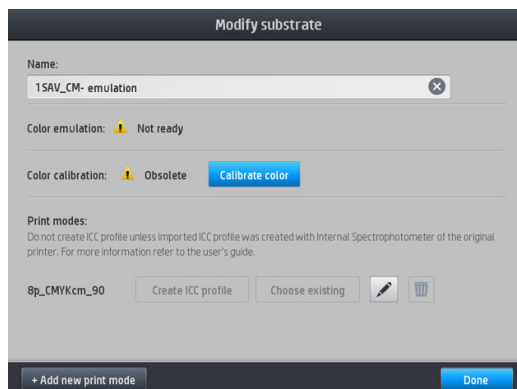 Modify substrate
Name:
1SAV_CM- emulation
Color emulation: Not ready
Color calibration: Obsolete Calibrate color
Print modes:
Do not create ICC profile unless imported ICC profile was created with Internal Spectrophotometer of the original
printer. For more information refer to the user's guide.
8p_CMYKcm_90 Create ICC profile Choose existing
+ Add new print mode Done